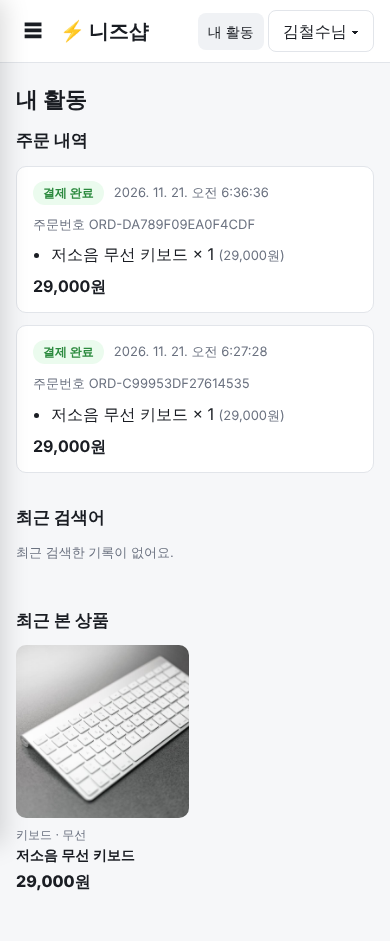 ☰ ⚡ 니즈샵 내 활동 김철수님
내 활동
주문 내역
결제 완료 2026. 11. 21. 오전 6:36:36
주문번호 ORD-DA789F09EA0F4CDF
• 저소음 무선 키보드 × 1 (29,000원)
29,000원
결제 완료 2026. 11. 21. 오전 6:27:28
주문번호 ORD-C99953DF27614535
• 저소음 무선 키보드 × 1 (29,000원)
29,000원
최근 검색어
최근 검색한 기록이 없어요.
최근 본 상품
키보드 · 무선
저소음 무선 키보드
29,000원